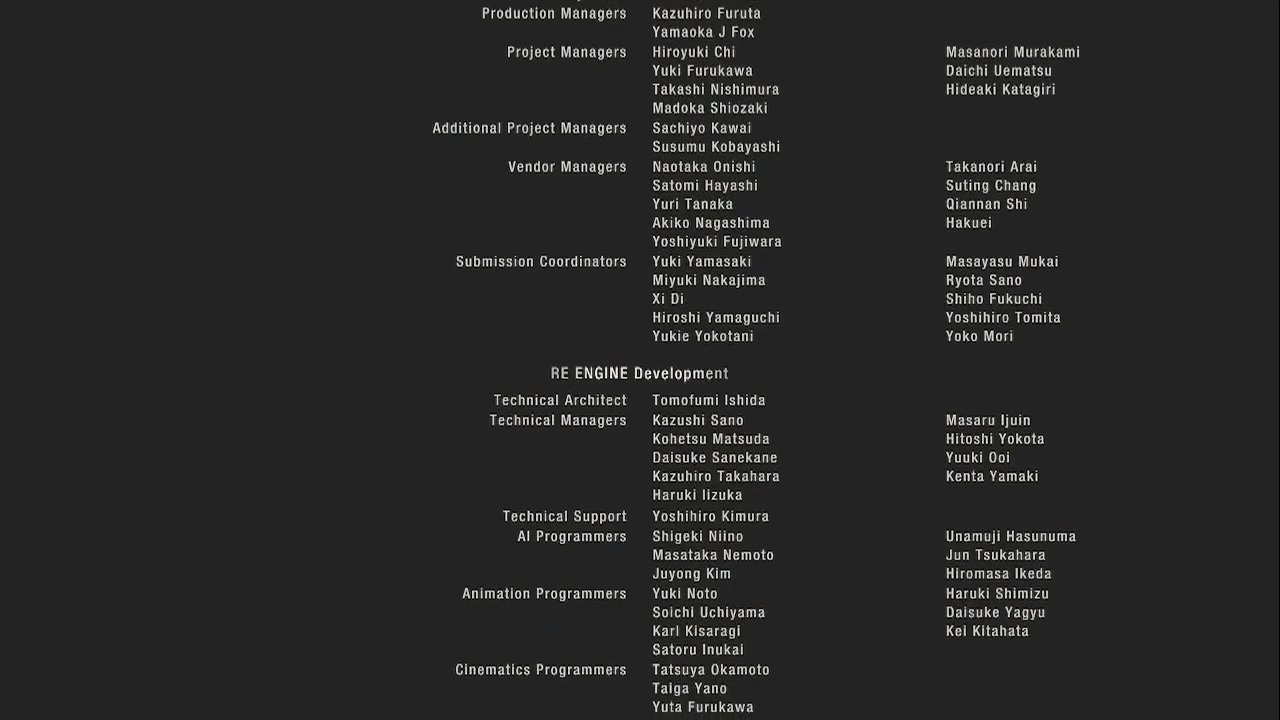 Production Managers Kazuhiro Furuta
Yamaoka J Fox
Project Managers Hiroyuki Chi Masanori Murakami
Yuki Furukawa Daichi Uematsu
Takashi Nishimura Hideaki Katagiri
Madoka Shiozaki
Additional Project Managers Sachiyo Kawai
Susumu Kobayashi
Vendor Managers Naotaka Onishi Takanori Arai
Satomi Hayashi Suting Chang
Yuri Tanaka Qiannan Shi
Akiko Nagashima Hakuei
Yoshiyuki Fujiwara
Submission Coordinators Yuki Yamasaki Masayasu Mukai
Miyuki Nakajima Ryota Sano
Xi Di Shiho Fukuchi
Hiroshi Yamaguchi Yoshihiro Tomita
Yukie Yokotani Yoko Mori
RE ENGINE Development
Technical Architect Tomofumi Ishida
Technical Managers Kazushi Sano Masaru Ijuin
Kohetsu Matsuda Hitoshi Yokota
Daisuke Sanekane Yuuki Ooi
Kazuhiro Takahara Kenta Yamaki
Haruki Iizuka
Technical Support Yoshihiro Kimura
AI Programmers Shigeki Niino Unamuji Hasunuma
Masataka Nemoto Jun Tsukahara
Juyong Kim Hiromasa Ikeda
Animation Programmers Yuki Noto Haruki Shimizu
Soichi Uchiyama Daisuke Yagyu
Karl Kisaragi Kei Kitahata
Satoru Inukai
Cinematics Programmers Tatsuya Okamoto
Taiga Yano
Yuta Furukawa